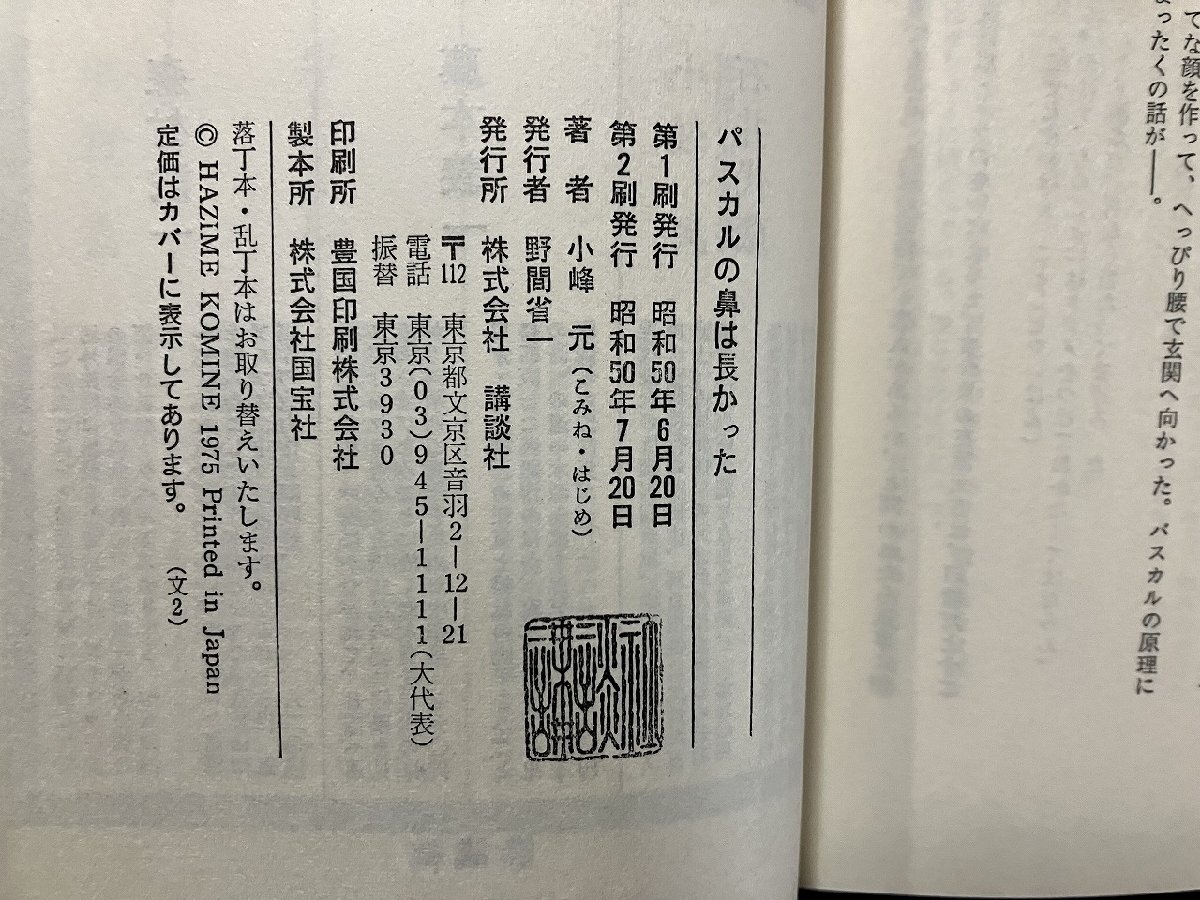 てな顔を作って、へっぴり腰で玄関へ向かった。パスカルの原理に
まったくの話が――。
パスカルの鼻は長かった
第1刷発行 昭和50年6月20日
第2刷発行 昭和50年7月20日
著者 小峰元(こみね・はじめ)
発行者 野間省一
発行所 株式会社 講談社
〒112 東京都文京区音羽2―12―21
電話 東京(03)945―1111(大代表)
振替 東京3930
印刷所 豊国印刷株式会社
製本所 株式会社国宝社
落丁本・乱丁本はお取り替えいたします。
© HAZIME KOMINE 1975 Printed in Japan
定価はカバーに表示してあります。 (文2)